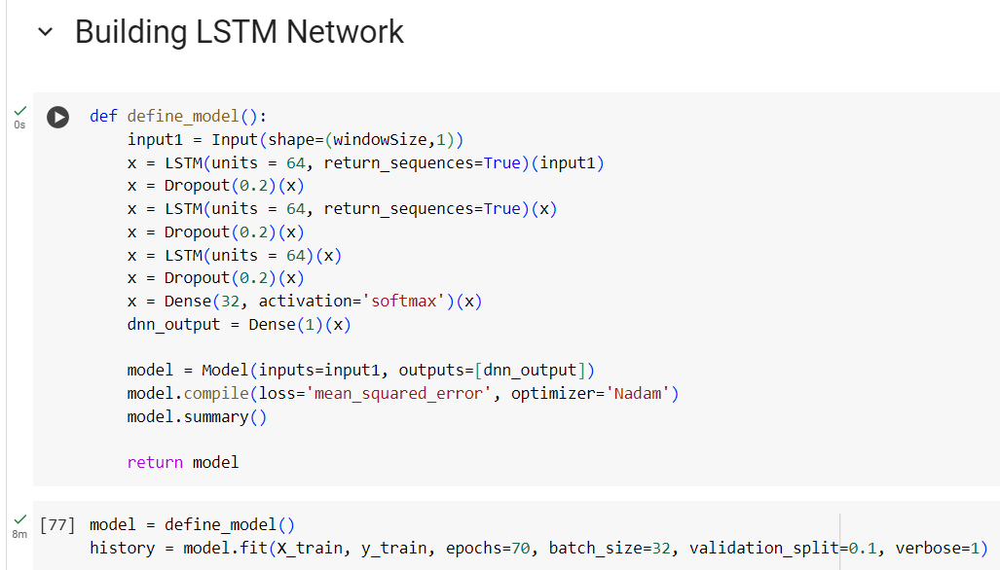 Building LSTM Network
0s
def define_model():
    input1 = Input(shape=(windowSize,1))
    x = LSTM(units = 64, return_sequences=True)(input1)
    x = Dropout(0.2)(x)
    x = LSTM(units = 64, return_sequences=True)(x)
    x = Dropout(0.2)(x)
    x = LSTM(units = 64)(x)
    x = Dropout(0.2)(x)
    x = Dense(32, activation='softmax')(x)
    dnn_output = Dense(1)(x)
    model = Model(inputs=input1, outputs=[dnn_output])
    model.compile(loss='mean_squared_error', optimizer='Nadam')
    model.summary()
    return model
8m
[77] model = define_model()
history = model.fit(X_train, y_train, epochs=70, batch_size=32, validation_split=0.1, verbose=1)